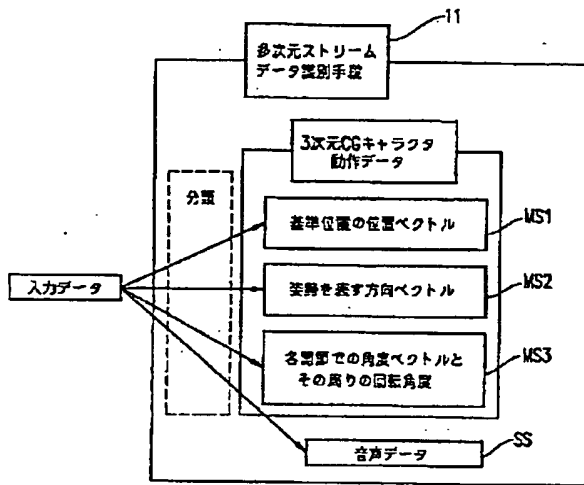 11
多次元ストリーム
データ識別手段
3次元CGキャラクタ
動作データ
分類
基準位置の位置ベクトル
MS1
入力データ
姿勢を表す方向ベクトル
MS2
各関節での角度ベクトルと
その周りの回転角度
MS3
音声データ
SS